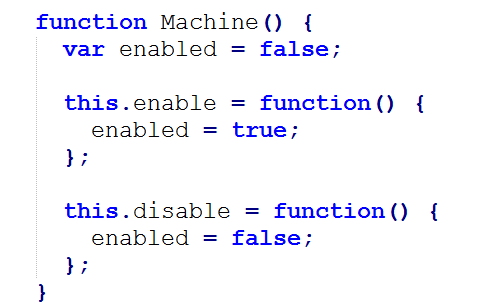 function Machine() {
  var enabled = false;

  this.enable = function() {
    enabled = true;
  };

  this.disable = function() {
    enabled = false;
  };
}